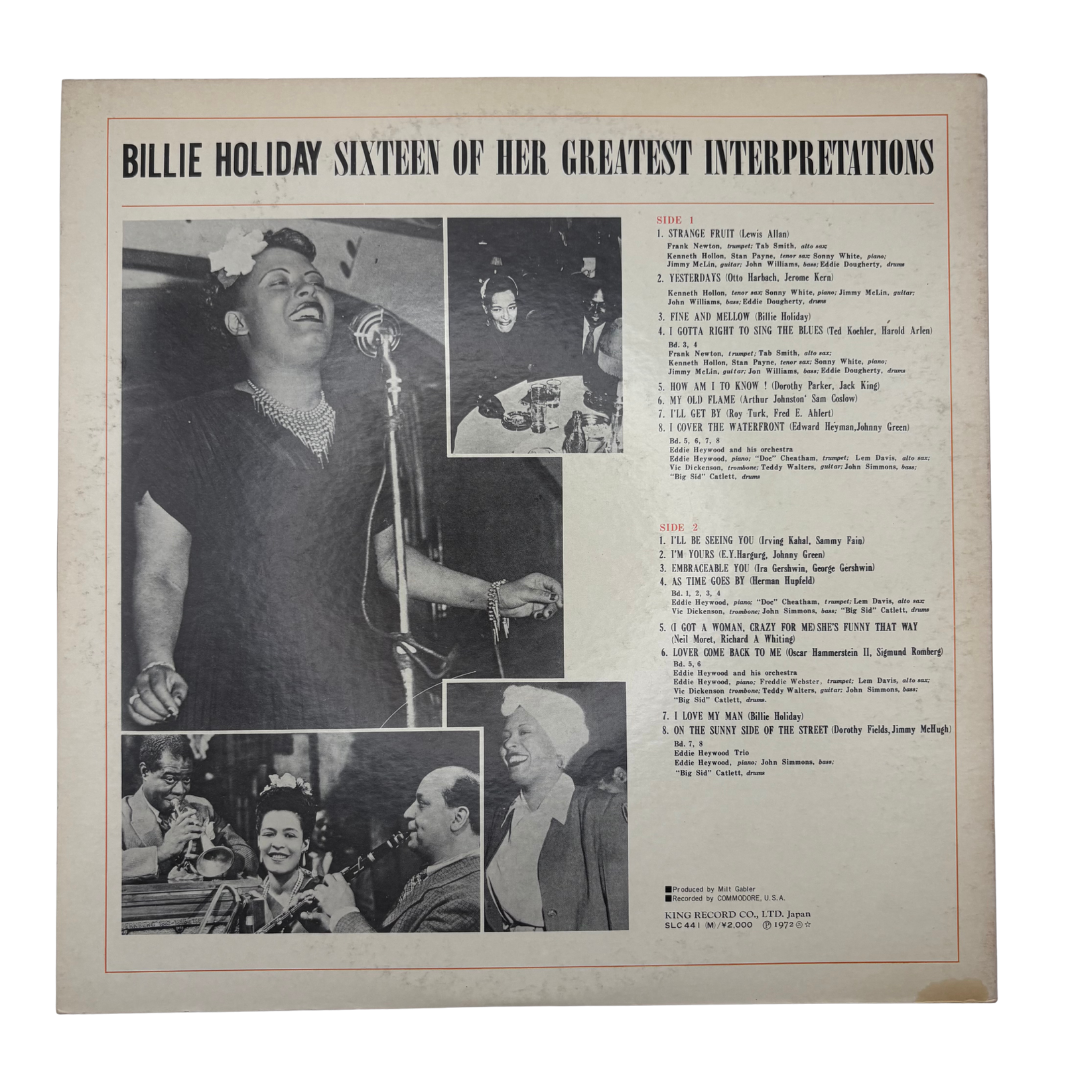 BILLIE HOLIDAY SIXTEEN OF HER GREATEST INTERPRETATIONS
SIDE 1
1. STRANGE FRUIT (Lewis Allan)
Frank Newton, trumpet; Tab Smith, alto sax;
Kenneth Hollon, Stan Payne, tenor sax; Sonny White, piano;
Jimmy McLin, guitar; John Williams, bass; Eddie Dougherty, drums
2. YESTERDAYS (Otto Harbach, Jerome Kern)
Kenneth Hollon, tenor sax; Sonny White, piano; Jimmy McLin, guitar;
John Williams, bass; Eddie Dougherty, drums
3. FINE AND MELLOW (Billie Holiday)
4. I GOTTA RIGHT TO SING THE BLUES (Ted Koehler, Harold Arlen)
Bd. 3, 4
Frank Newton, trumpet; Tab Smith, alto sax;
Kenneth Hollon, Stan Payne, tenor sax; Sonny White, piano;
Jimmy McLin, guitar; Jon Williams, bass; Eddie Dougherty, drums
5. HOW AM I TO KNOW ! (Dorothy Parker, Jack King)
6. MY OLD FLAME (Arthur Johnston' Sam Coslow)
7. I'LL GET BY (Roy Turk, Fred E. Ahlert)
8. I COVER THE WATERFRONT (Edward Heyman, Johnny Green)
Bd. 5, 6, 7, 8
Eddie Heywood and his orchestra
Eddie Heywood, piano; "Doc" Cheatham, trumpet; Lem Davis, alto sax;
Vic Dickenson, trombone; Teddy Walters, guitar; John Simmons, bass;
"Big Sid" Catlett, drums
SIDE 2
1. I'LL BE SEEING YOU (Irving Kahal, Sammy Fain)
2. I'M YOURS (E.Y.Hargurg, Johnny Green)
3. EMBRACEABLE YOU (Ira Gershwin, George Gershwin)
4. AS TIME GOES BY (Herman Hupfeld)
Bd. 1, 2, 3, 4
Eddie Heywood, piano; "Doc" Cheatham, trumpet; Lem Davis, alto sax;
Vic Dickenson, trombone; John Simmons, bass; "Big Sid" Catlett, drums
5. (I GOT A WOMAN, CRAZY FOR ME) SHE'S FUNNY THAT WAY
(Neil Moret, Richard A Whiting)
6. LOVER COME BACK TO ME (Oscar Hammerstein II, Sigmund Romberg)
Bd. 5, 6
Eddie Heywood and his orchestra
Eddie Heywood, piano; Freddie Webster, trumpet; Lem Davis, alto sax;
Vic Dickenson trombone; Teddy Walters, guitar; John Simmons, bass;
"Big Sid" Catlett, drums.
7. I LOVE MY MAN (Billie Holiday)
8. ON THE SUNNY SIDE OF THE STREET (Dorothy Fields, Jimmy McHugh)
Bd. 7, 8
Eddie Heywood Trio
Eddie Heywood, piano; John Simmons, bass;
"Big Sid" Catlett, drums
■Produced by Milt Gabler
■Recorded by COMMODORE, U.S.A.
KING RECORD CO., LTD. Japan
SLC 441 (M)/¥2.000 Ⓟ 1972 ◎☆